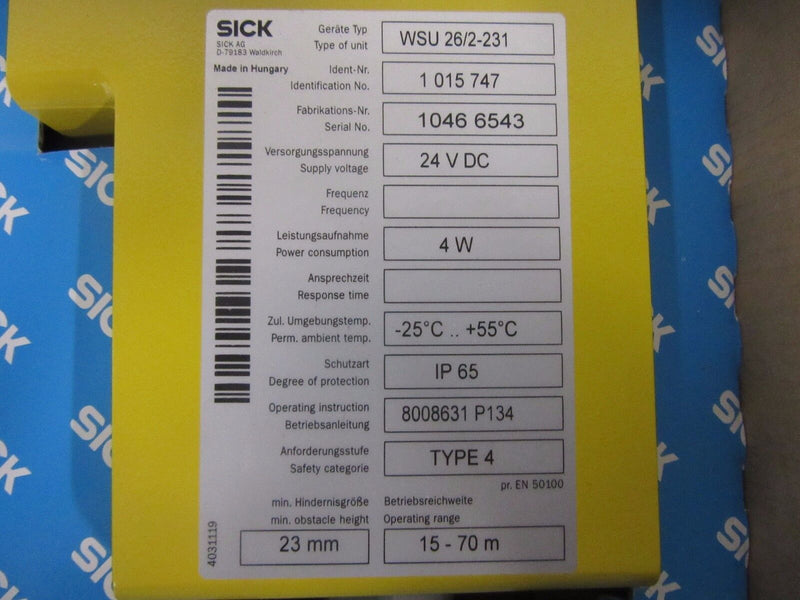 SICK
SICK AG
D-79183 Waldkirch
Made in Hungary
Geräte Typ
Type of unit
WSU 26/2-231
Ident-Nr.
Identification No.
1 015 747
Fabrikations-Nr.
Serial No.
1046 6543
Versorgungsspannung
Supply voltage
24 V DC
Frequenz
Frequency
Leistungsaufnahme
Power consumption
4 W
Ansprechzeit
Response time
Zul. Umgebungstemp.
Perm. ambient temp.
-25°C .. +55°C
Schutzart
Degree of protection
IP 65
Operating instruction
Betriebsanleitung
8008631 P134
Anforderungsstufe
Safety categorie
TYPE 4
pr. EN 50100
min. Hindernisgröße
min. obstacle height
23 mm
Betriebsreichweite
Operating range
15 - 70 m
4031119
SICK
SICK
SICK
SICK